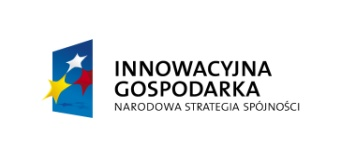 INNOWACYJNA
GOSPODARKA
NARODOWA STRATEGIA SPÓJNOŚCI